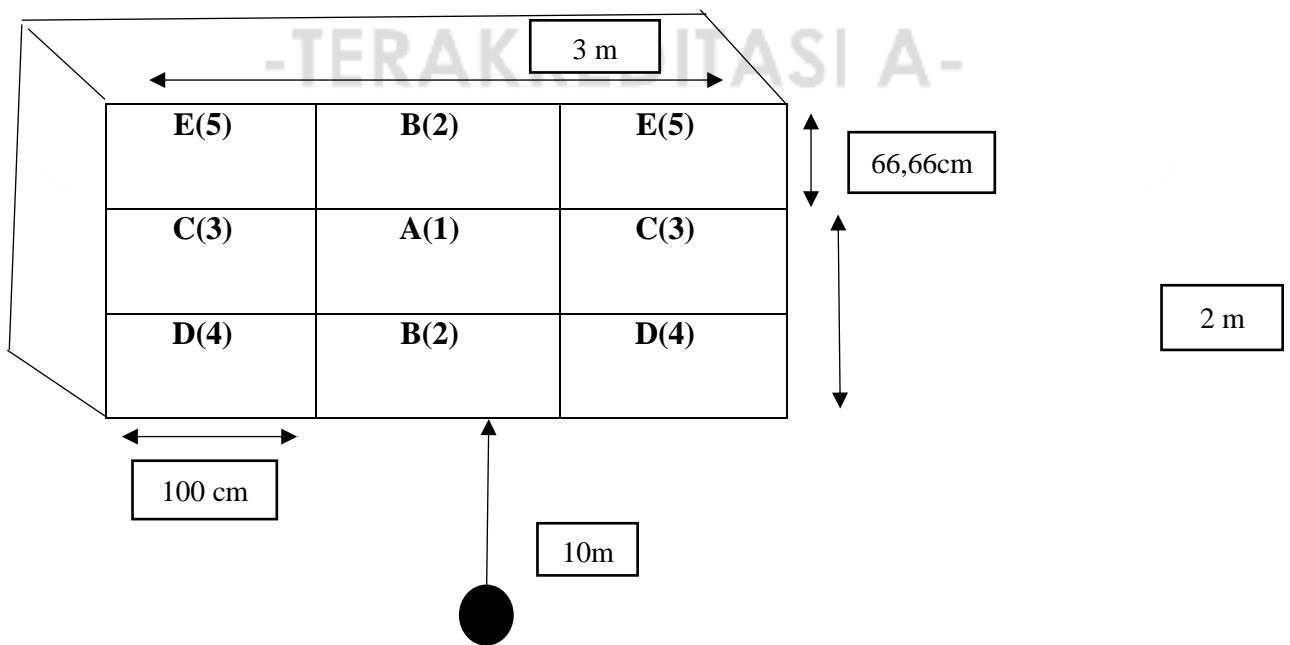 -TERAKREDITASI A-
3 m
E(5) B(2) E(5)
66,66cm
C(3) A(1) C(3)
2 m
D(4) B(2) D(4)
100 cm
10m